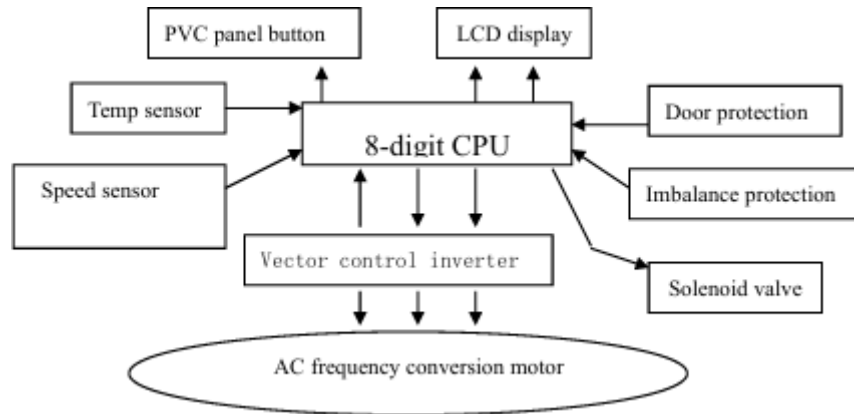 PVC panel button
LCD display
Temp sensor
Door protection
8-digit CPU
Speed sensor
Imbalance protection
Vector control inverter
Solenoid valve
AC frequency conversion motor